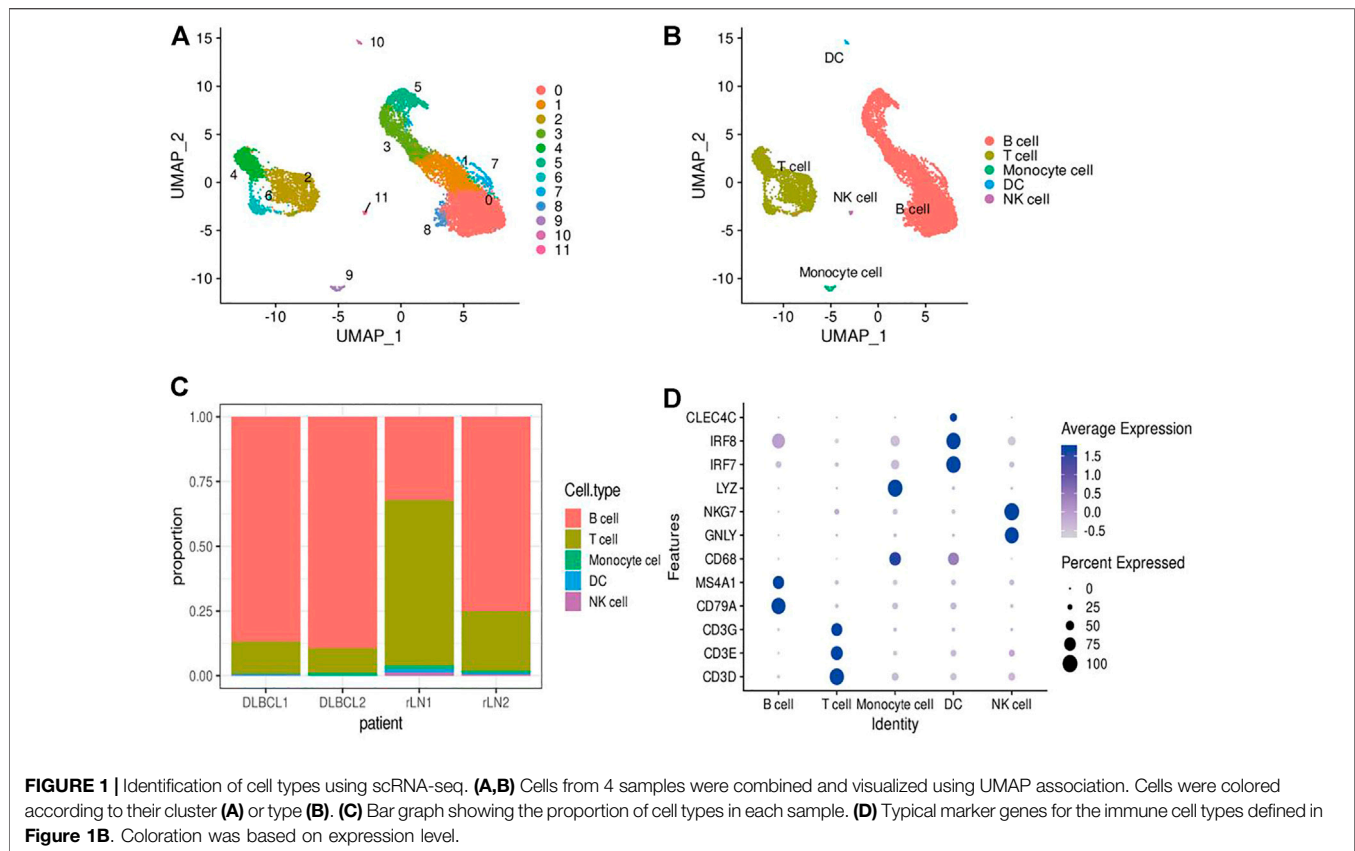 A
15
10
5
0
-5
-10
UMAP_2
-10
-5
0
5
UMAP_1
10
5
3
1
7
0
4
2
6
11
8
9
0
1
2
3
4
5
6
7
8
9
10
11
B
15
10
5
0
-5
-10
UMAP_2
-10
-5
0
5
UMAP_1
DC
T cell
NK cell
B cell
Monocyte cell
B cell
T cell
Monocyte cell
DC
NK cell
C
1.00
0.75
0.50
0.25
0.00
proportion
DLBCL1
DLBCL2
rLN1
rLN2
patient
Cell.type
B cell
T cell
Monocyte cel
DC
NK cell
D
CLEC4C
IRF8
IRF7
LYZ
NKG7
GNLY
CD68
MS4A1
CD79A
CD3G
CD3E
CD3D
Features
B cell
T cell
Monocyte cell
DC
NK cell
Identity
Average Expression
1.5
1.0
0.5
0.0
-0.5
Percent Expressed
0
25
50
75
100
FIGURE 1 | Identification of cell types using scRNA-seq. (A,B) Cells from 4 samples were combined and visualized using UMAP association. Cells were colored
according to their cluster (A) or type (B). (C) Bar graph showing the proportion of cell types in each sample. (D) Typical marker genes for the immune cell types defined in
Figure 1B. Coloration was based on expression level.